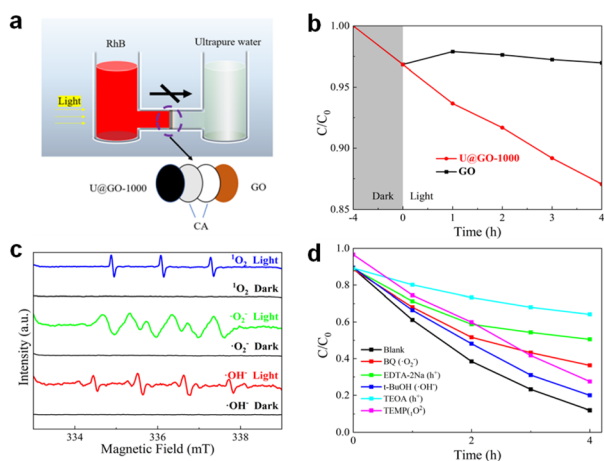 a
RhB
Ultrapure water
Light
U@GO-1000
GO
CA
b
1.00
0.95
0.90
0.85
C/C0
U@GO-1000
GO
Dark
Light
-4
0
1
2
3
4
Time (h)
c
¹O₂ Light
¹O₂ Dark
·O₂⁻ Light
·O₂⁻ Dark
·OH⁻ Light
·OH⁻ Dark
Intensity (a.u.)
334
336
338
Magnetic Field (mT)
d
1.0
0.8
0.6
0.4
0.2
0.0
C/C0
Blank
BQ (·O₂⁻)
EDTA-2Na (h⁺)
t-BuOH (·OH⁻)
TEOA (h⁺)
TEMP(₁O²)
0
2
4
Time (h)